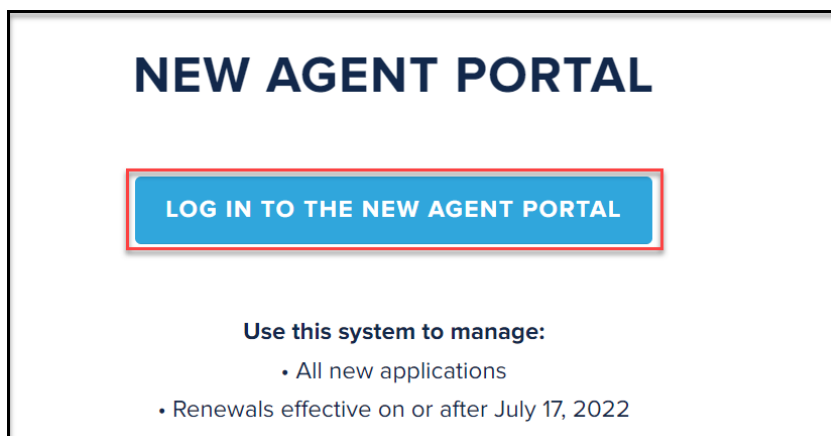 NEW AGENT PORTAL
LOG IN TO THE NEW AGENT PORTAL
Use this system to manage:
• All new applications
• Renewals effective on or after July 17, 2022